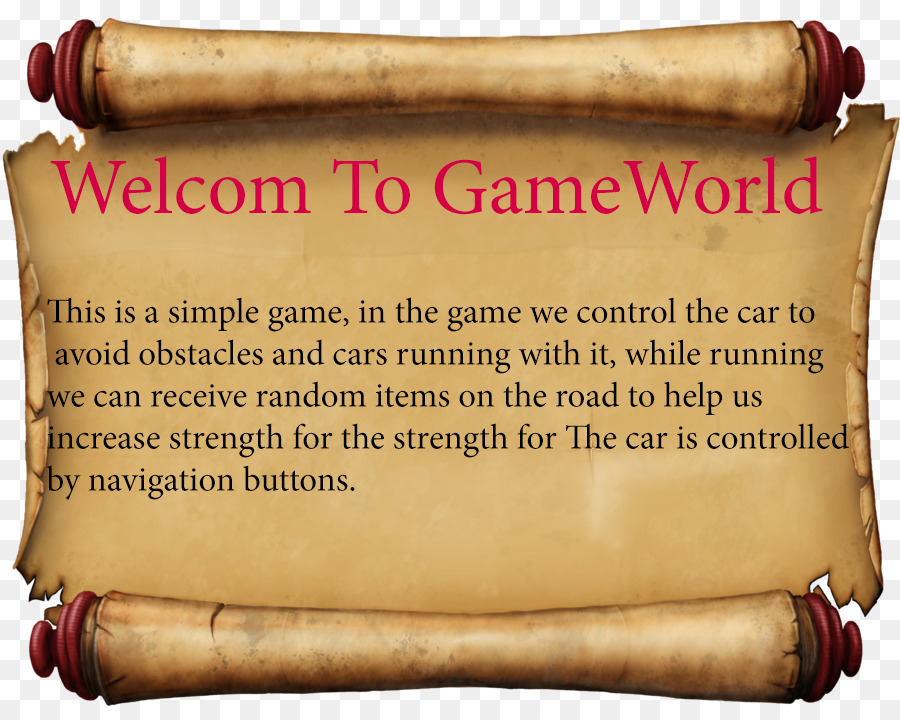 Welcom To GameWorld
This is a simple game, in the game we control the car to
avoid obstacles and cars running with it, while running
we can receive random items on the road to help us
increase strength for the strength for The car is controlled
by navigation buttons.